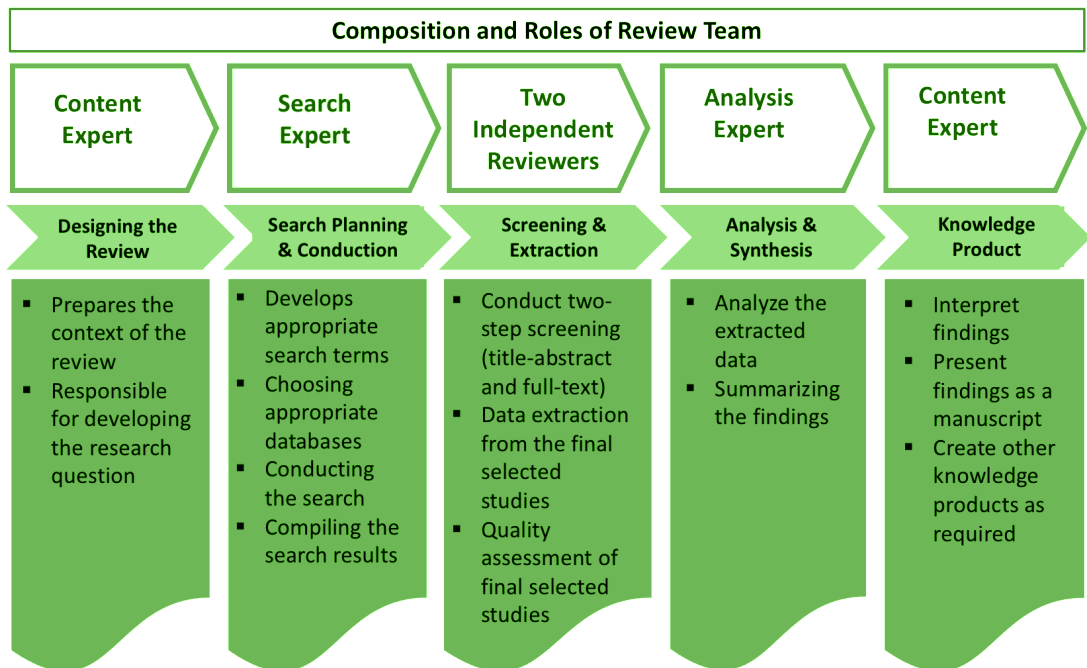 Composition and Roles of Review Team
Content
Expert
Search
Expert
Two
Independent
Reviewers
Analysis
Expert
Content
Expert
Designing the
Review
Search Planning
& Conduction
Screening &
Extraction
Analysis &
Synthesis
Knowledge
Product
▪ Prepares the
context of the
review
▪ Responsible
for developing
the research
question
▪ Develops
appropriate
search terms
▪ Choosing
appropriate
databases
▪ Conducting
the search
▪ Compiling the
search results
▪ Conduct two-
step screening
(title-abstract
and full-text)
▪ Data extraction
from the final
selected
studies
▪ Quality
assessment of
final selected
studies
▪ Analyze the
extracted
data
▪ Summarizing
the findings
▪ Interpret
findings
▪ Present
findings as a
manuscript
▪ Create other
knowledge
products as
required